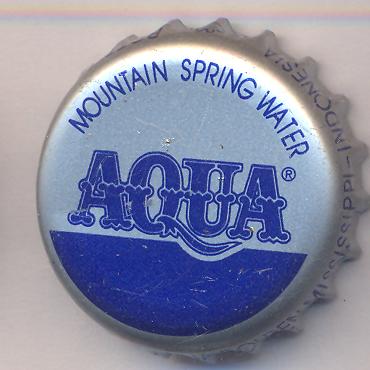 MOUNTAIN SPRING WATER
AQUA®
INDONESIA